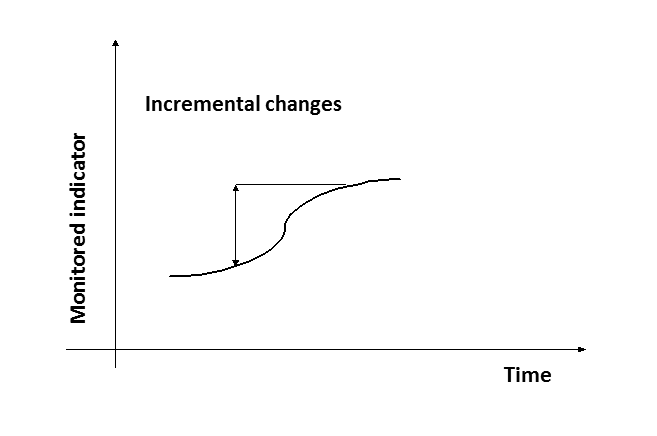 Incremental changes
Monitored indicator
Time